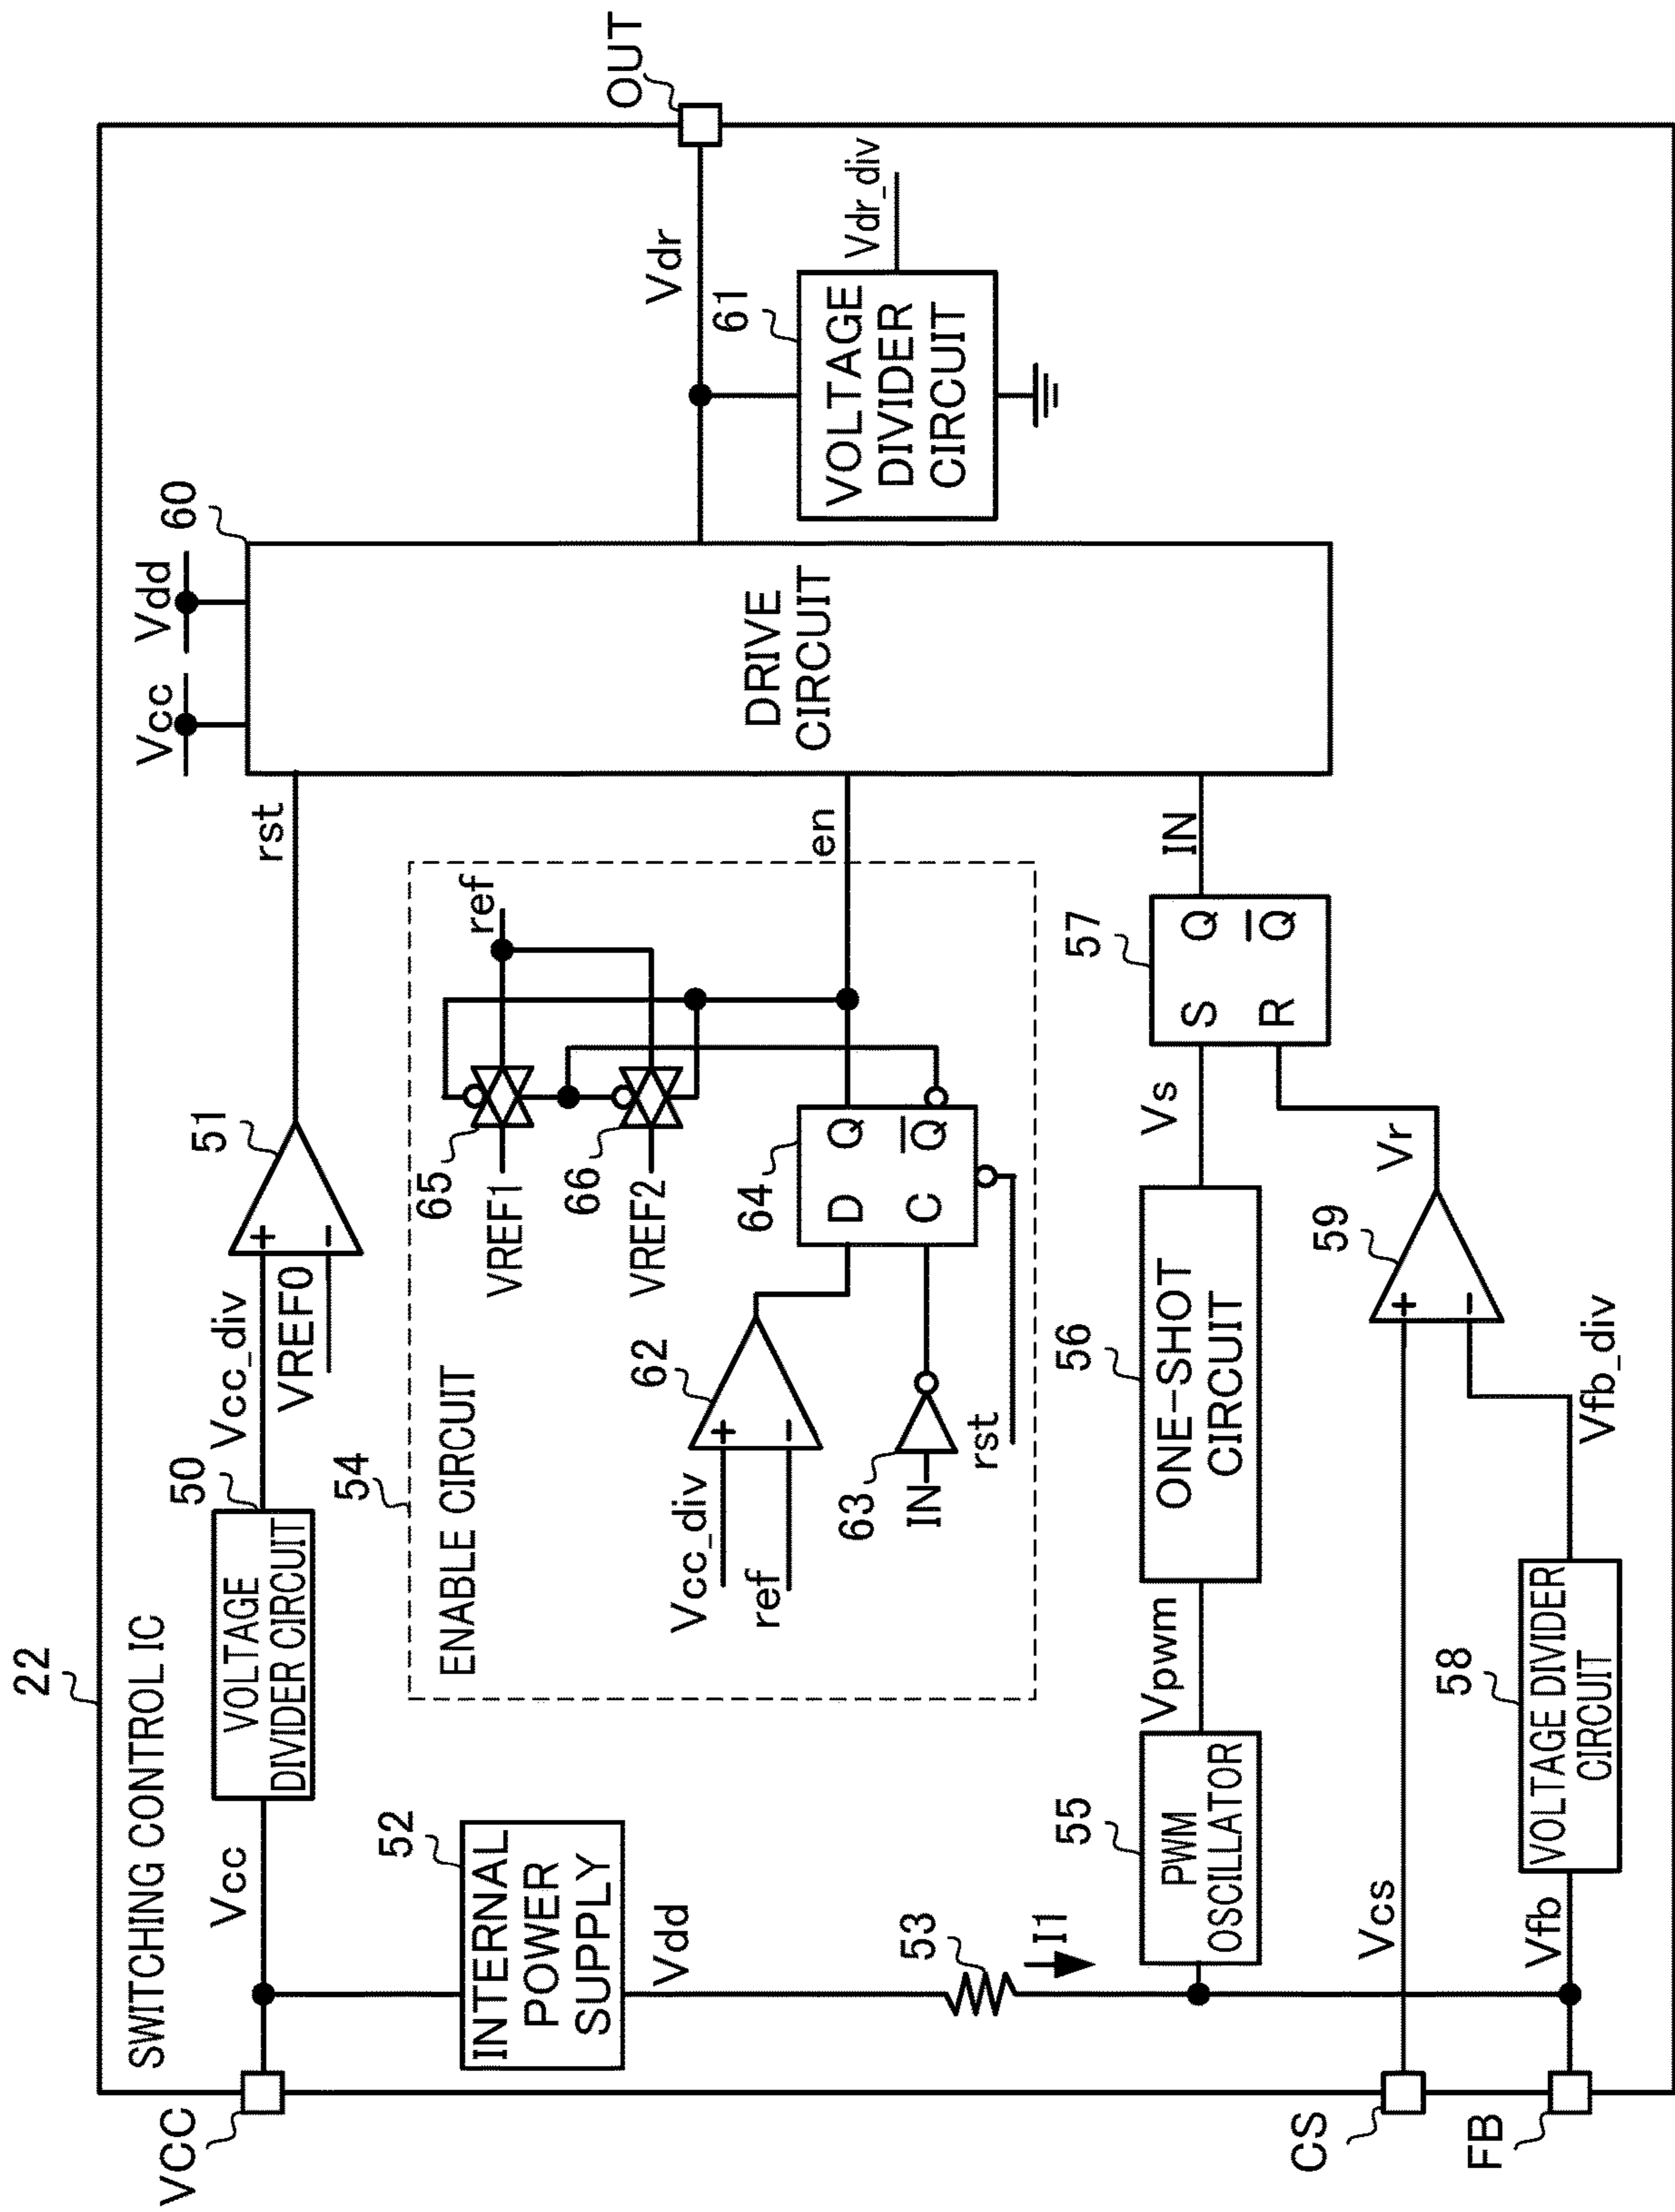 22
SWITCHING CONTROL IC
VCC
Vcc
50
VOLTAGE
DIVIDER CIRCUIT
Vcc_div
VREF0
51
rst
Vcc
Vdd
60
DRIVE
CIRCUIT
Vdr
OUT
61
VOLTAGE
DIVIDER
CIRCUIT
Vdr_div
52
INTERNAL
POWER
SUPPLY
Vdd
53
I1
54
ENABLE CIRCUIT
Vcc_div
ref
62
63
IN
rst
64
D
Q
C
Q
65
VREF1
66
VREF2
ref
en
55
PWM
OSCILLATOR
Vpwm
56
ONE-SHOT
CIRCUIT
Vs
57
S
Q
R
Q
IN
CS
Vcs
59
Vr
FB
Vfb
58
VOLTAGE DIVIDER
CIRCUIT
Vfb_div